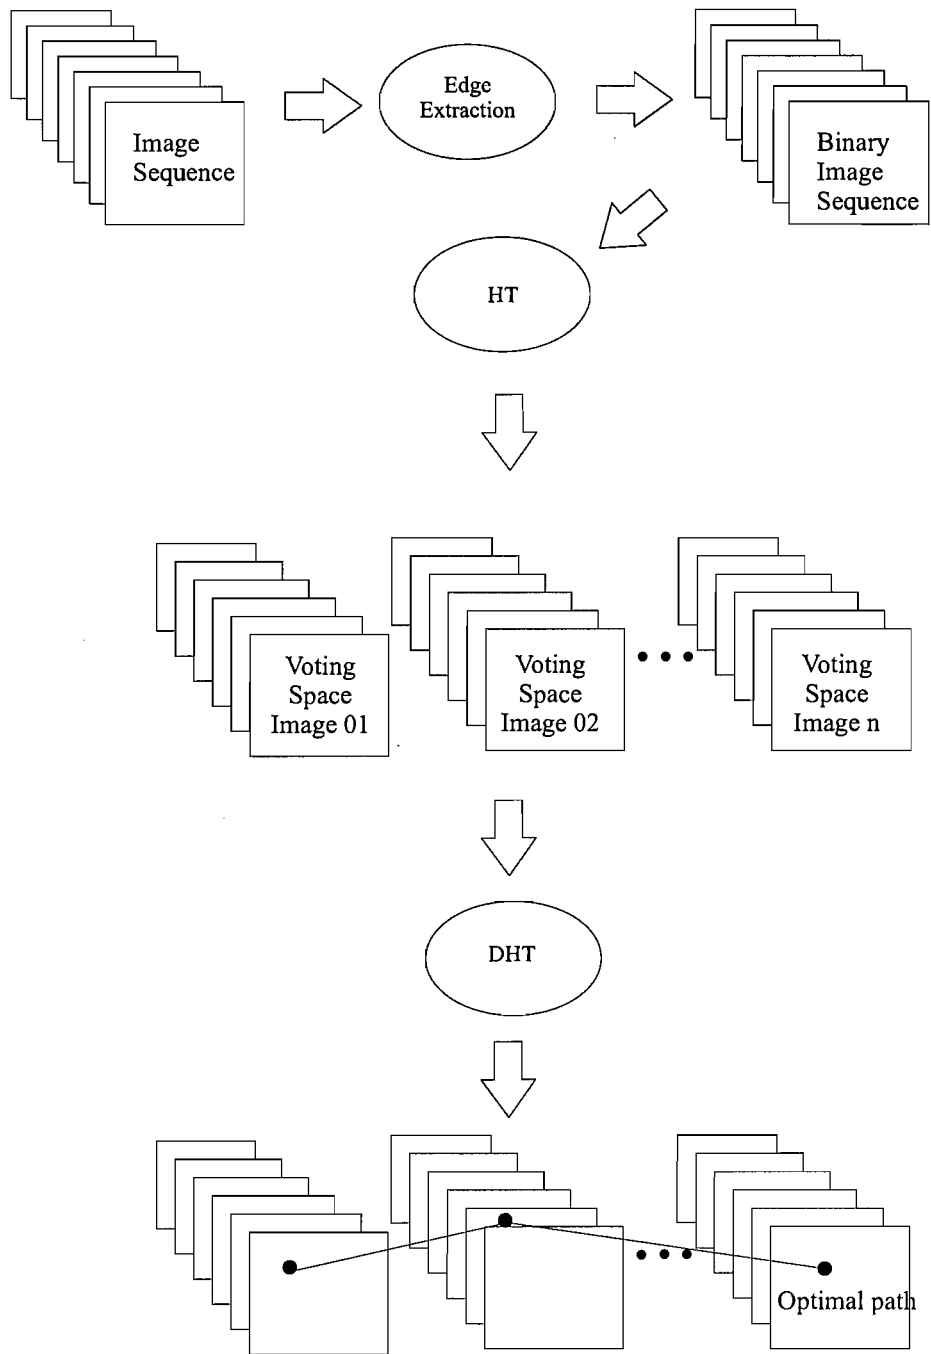 Image
Sequence
Edge
Extraction
Binary
Image
Sequence
HT
Voting
Space
Image 01
Voting
Space
Image 02
Voting
Space
Image n
DHT
Optimal path